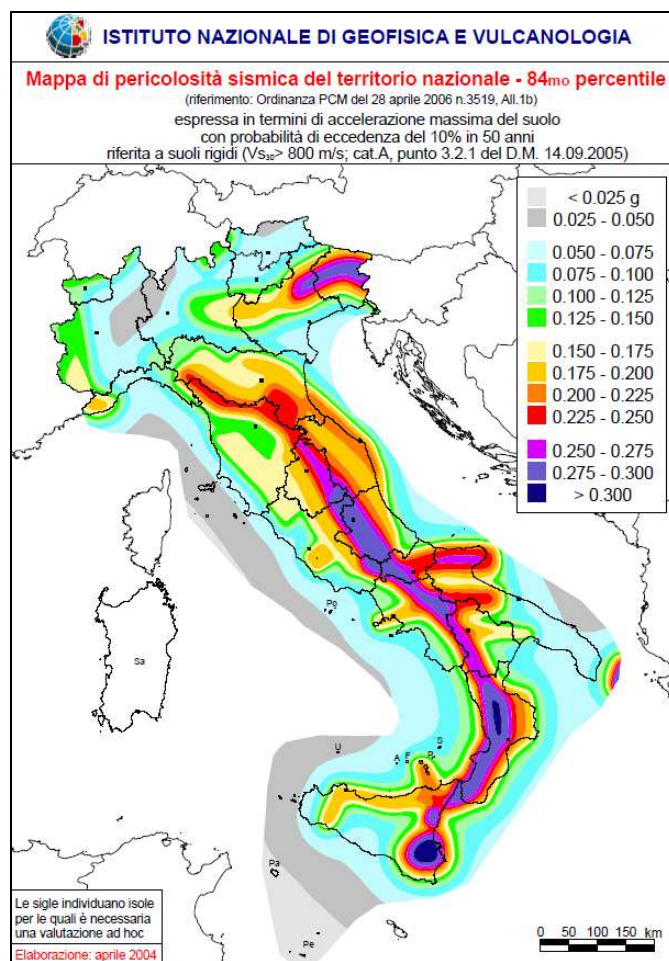 ISTITUTO NAZIONALE DI GEOFISICA E VULCANOLOGIA
Mappa di pericolosità sismica del territorio nazionale - 84mo percentile
(riferimento: Ordinanza PCM del 28 aprile 2006 n.3519, All.1b)
espressa in termini di accelerazione massima del suolo
con probabilità di eccedenza del 10% in 50 anni
riferita a suoli rigidi (Vs30> 800 m/s; cat.A, punto 3.2.1 del D.M. 14.09.2005)
< 0.025 g
0.025 - 0.050
0.050 - 0.075
0.075 - 0.100
0.100 - 0.125
0.125 - 0.150
0.150 - 0.175
0.175 - 0.200
0.200 - 0.225
0.225 - 0.250
0.250 - 0.275
0.275 - 0.300
> 0.300
Po
Sa
S
U
A F P
Pa
Pe
Le sigle individuano isole
per le quali è necessaria
una valutazione ad hoc
Elaborazione: aprile 2004
0 50 100 150 km